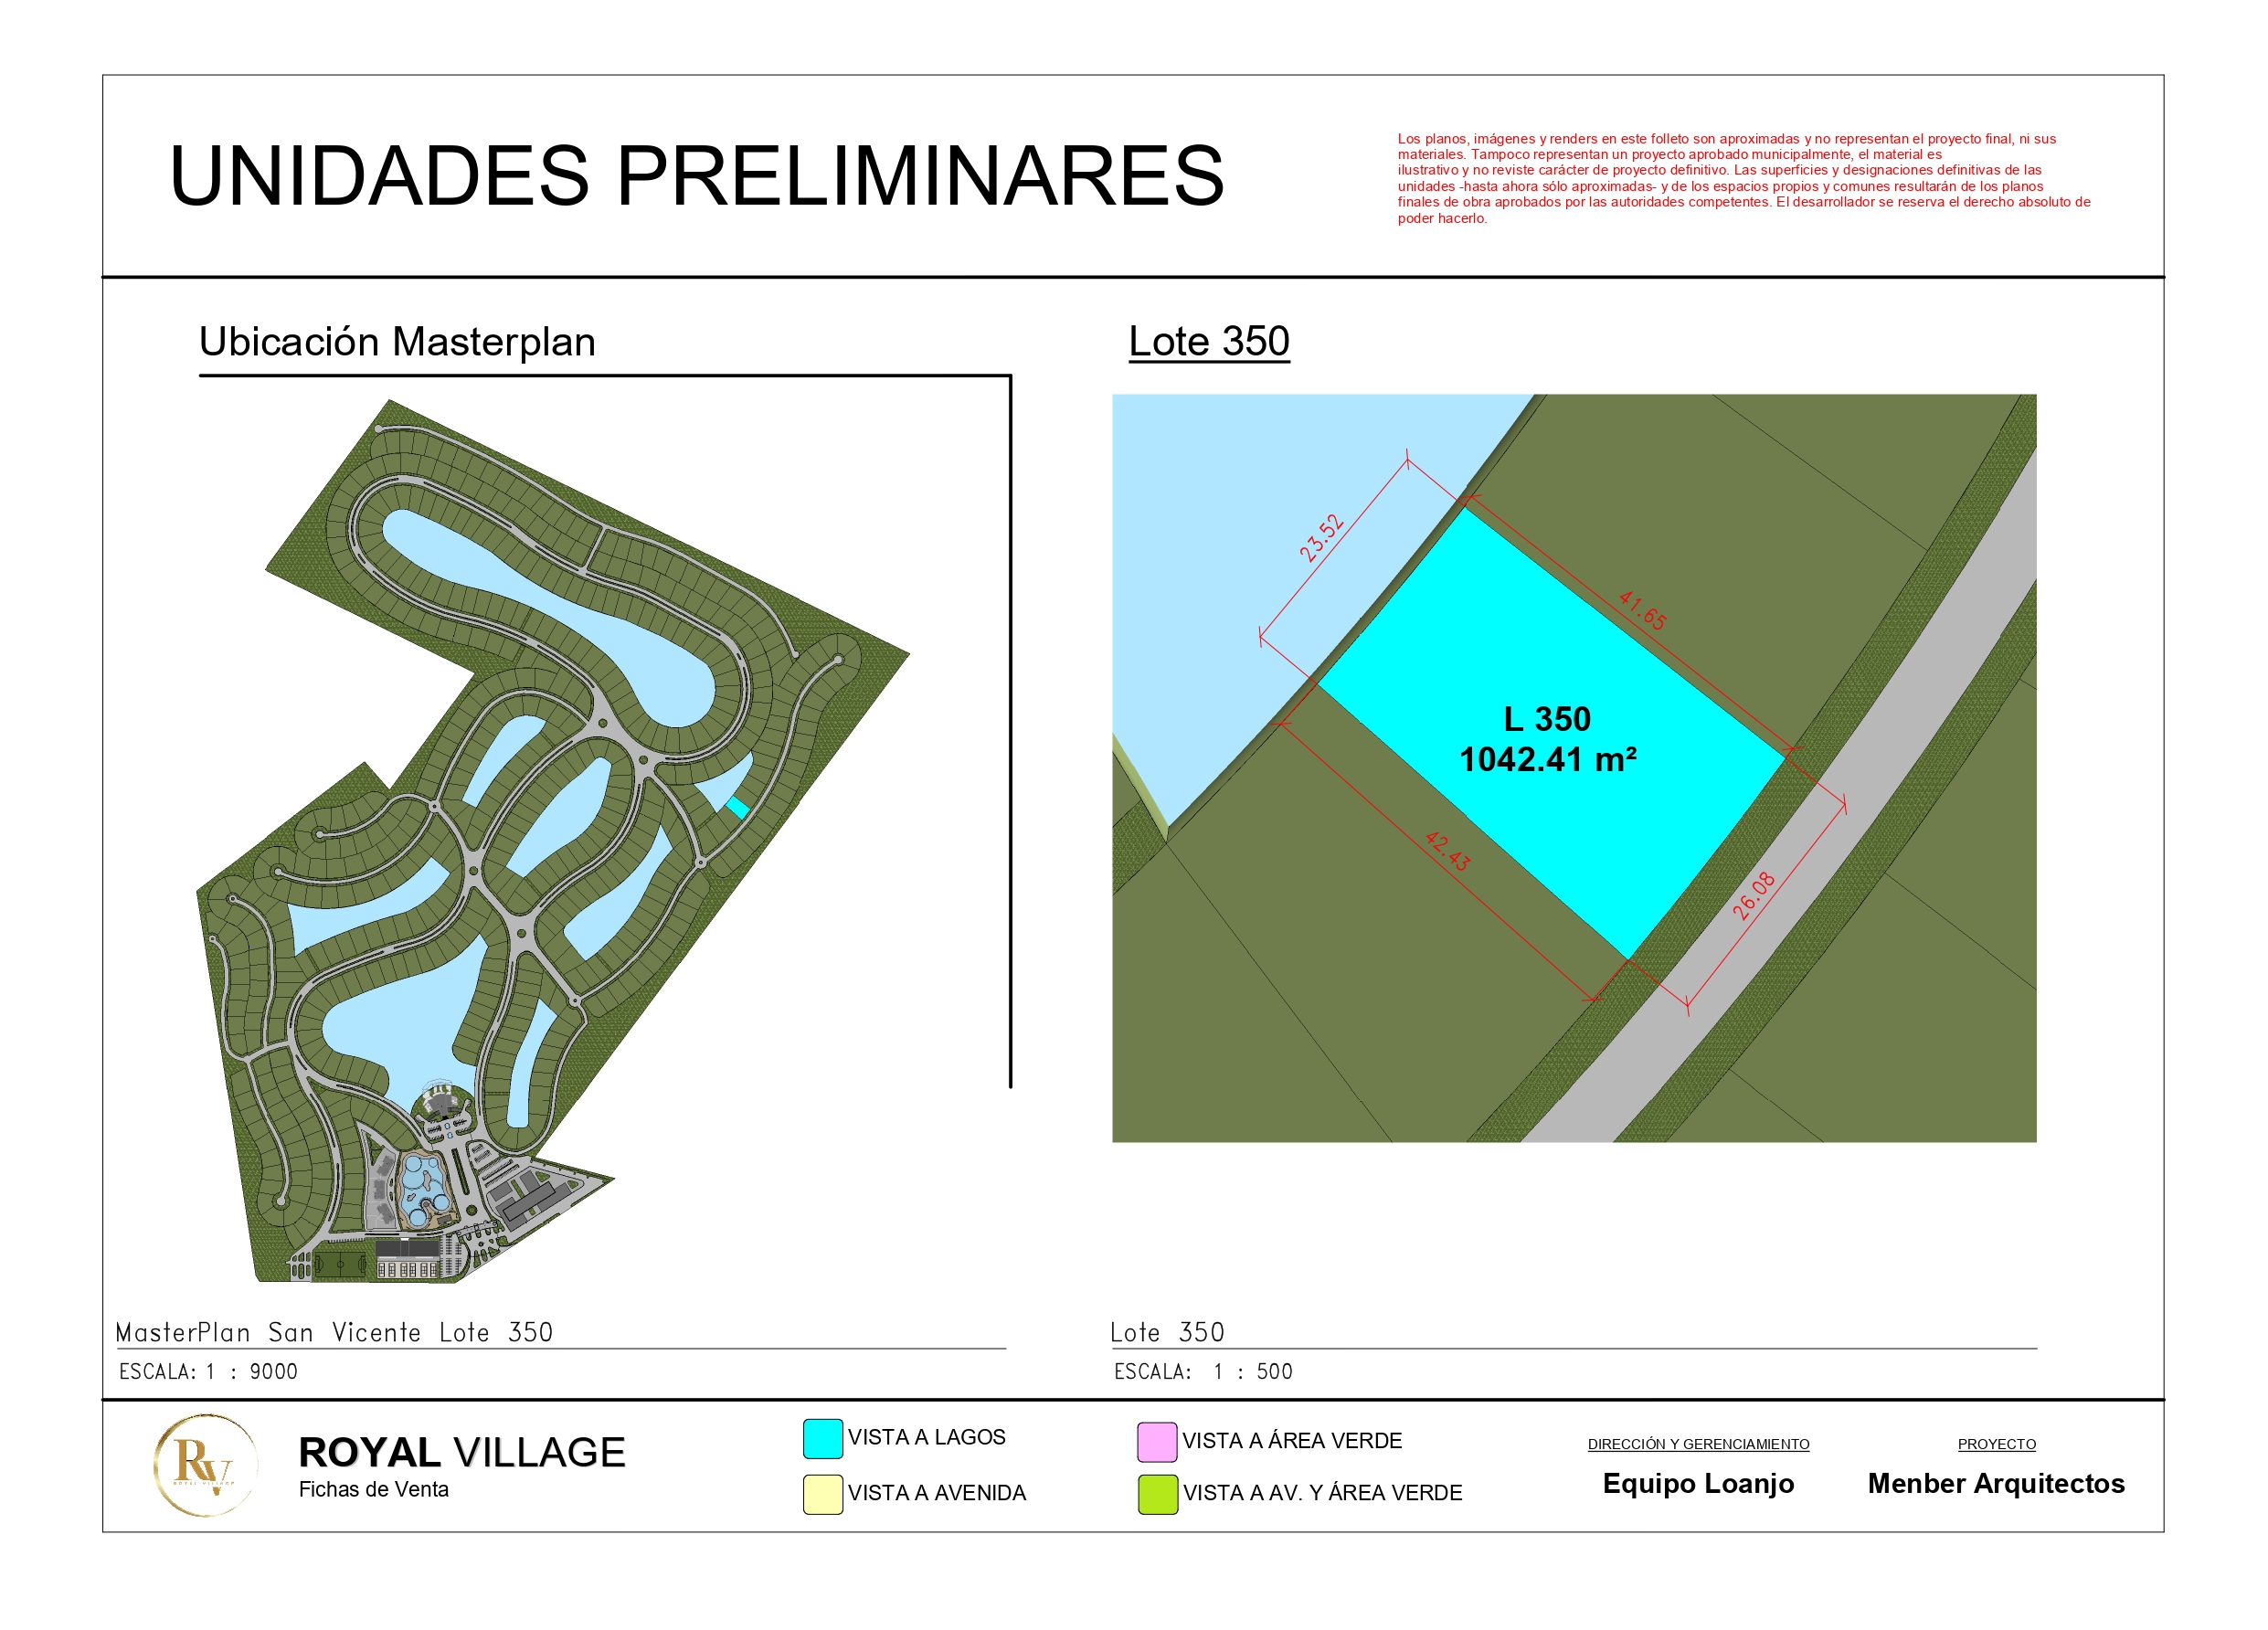 UNIDADES PRELIMINARES
Los planos, imágenes y renders en este folleto son aproximadas y no representan el proyecto final, ni sus
materiales. Tampoco representan un proyecto aprobado municipalmente, el material es
ilustrativo y no reviste carácter de proyecto definitivo. Las superficies y designaciones definitivas de las
unidades -hasta ahora sólo aproximadas- y de los espacios propios y comunes resultarán de los planos
finales de obra aprobados por las autoridades competentes. El desarrollador se reserva el derecho absoluto de
poder hacerlo.
Ubicación Masterplan
Lote 350
23.52
41.65
L 350
1042.41 m²
42.43
26.08
MasterPlan San Vicente Lote 350
ESCALA: 1 : 9000
Lote 350
ESCALA: 1 : 500
RV
ROYAL VILLAGE
ROYAL VILLAGE
Fichas de Venta
VISTA A LAGOS
VISTA A AVENIDA
VISTA A ÁREA VERDE
VISTA A AV. Y ÁREA VERDE
DIRECCIÓN Y GERENCIAMIENTO
Equipo Loanjo
PROYECTO
Menber Arquitectos